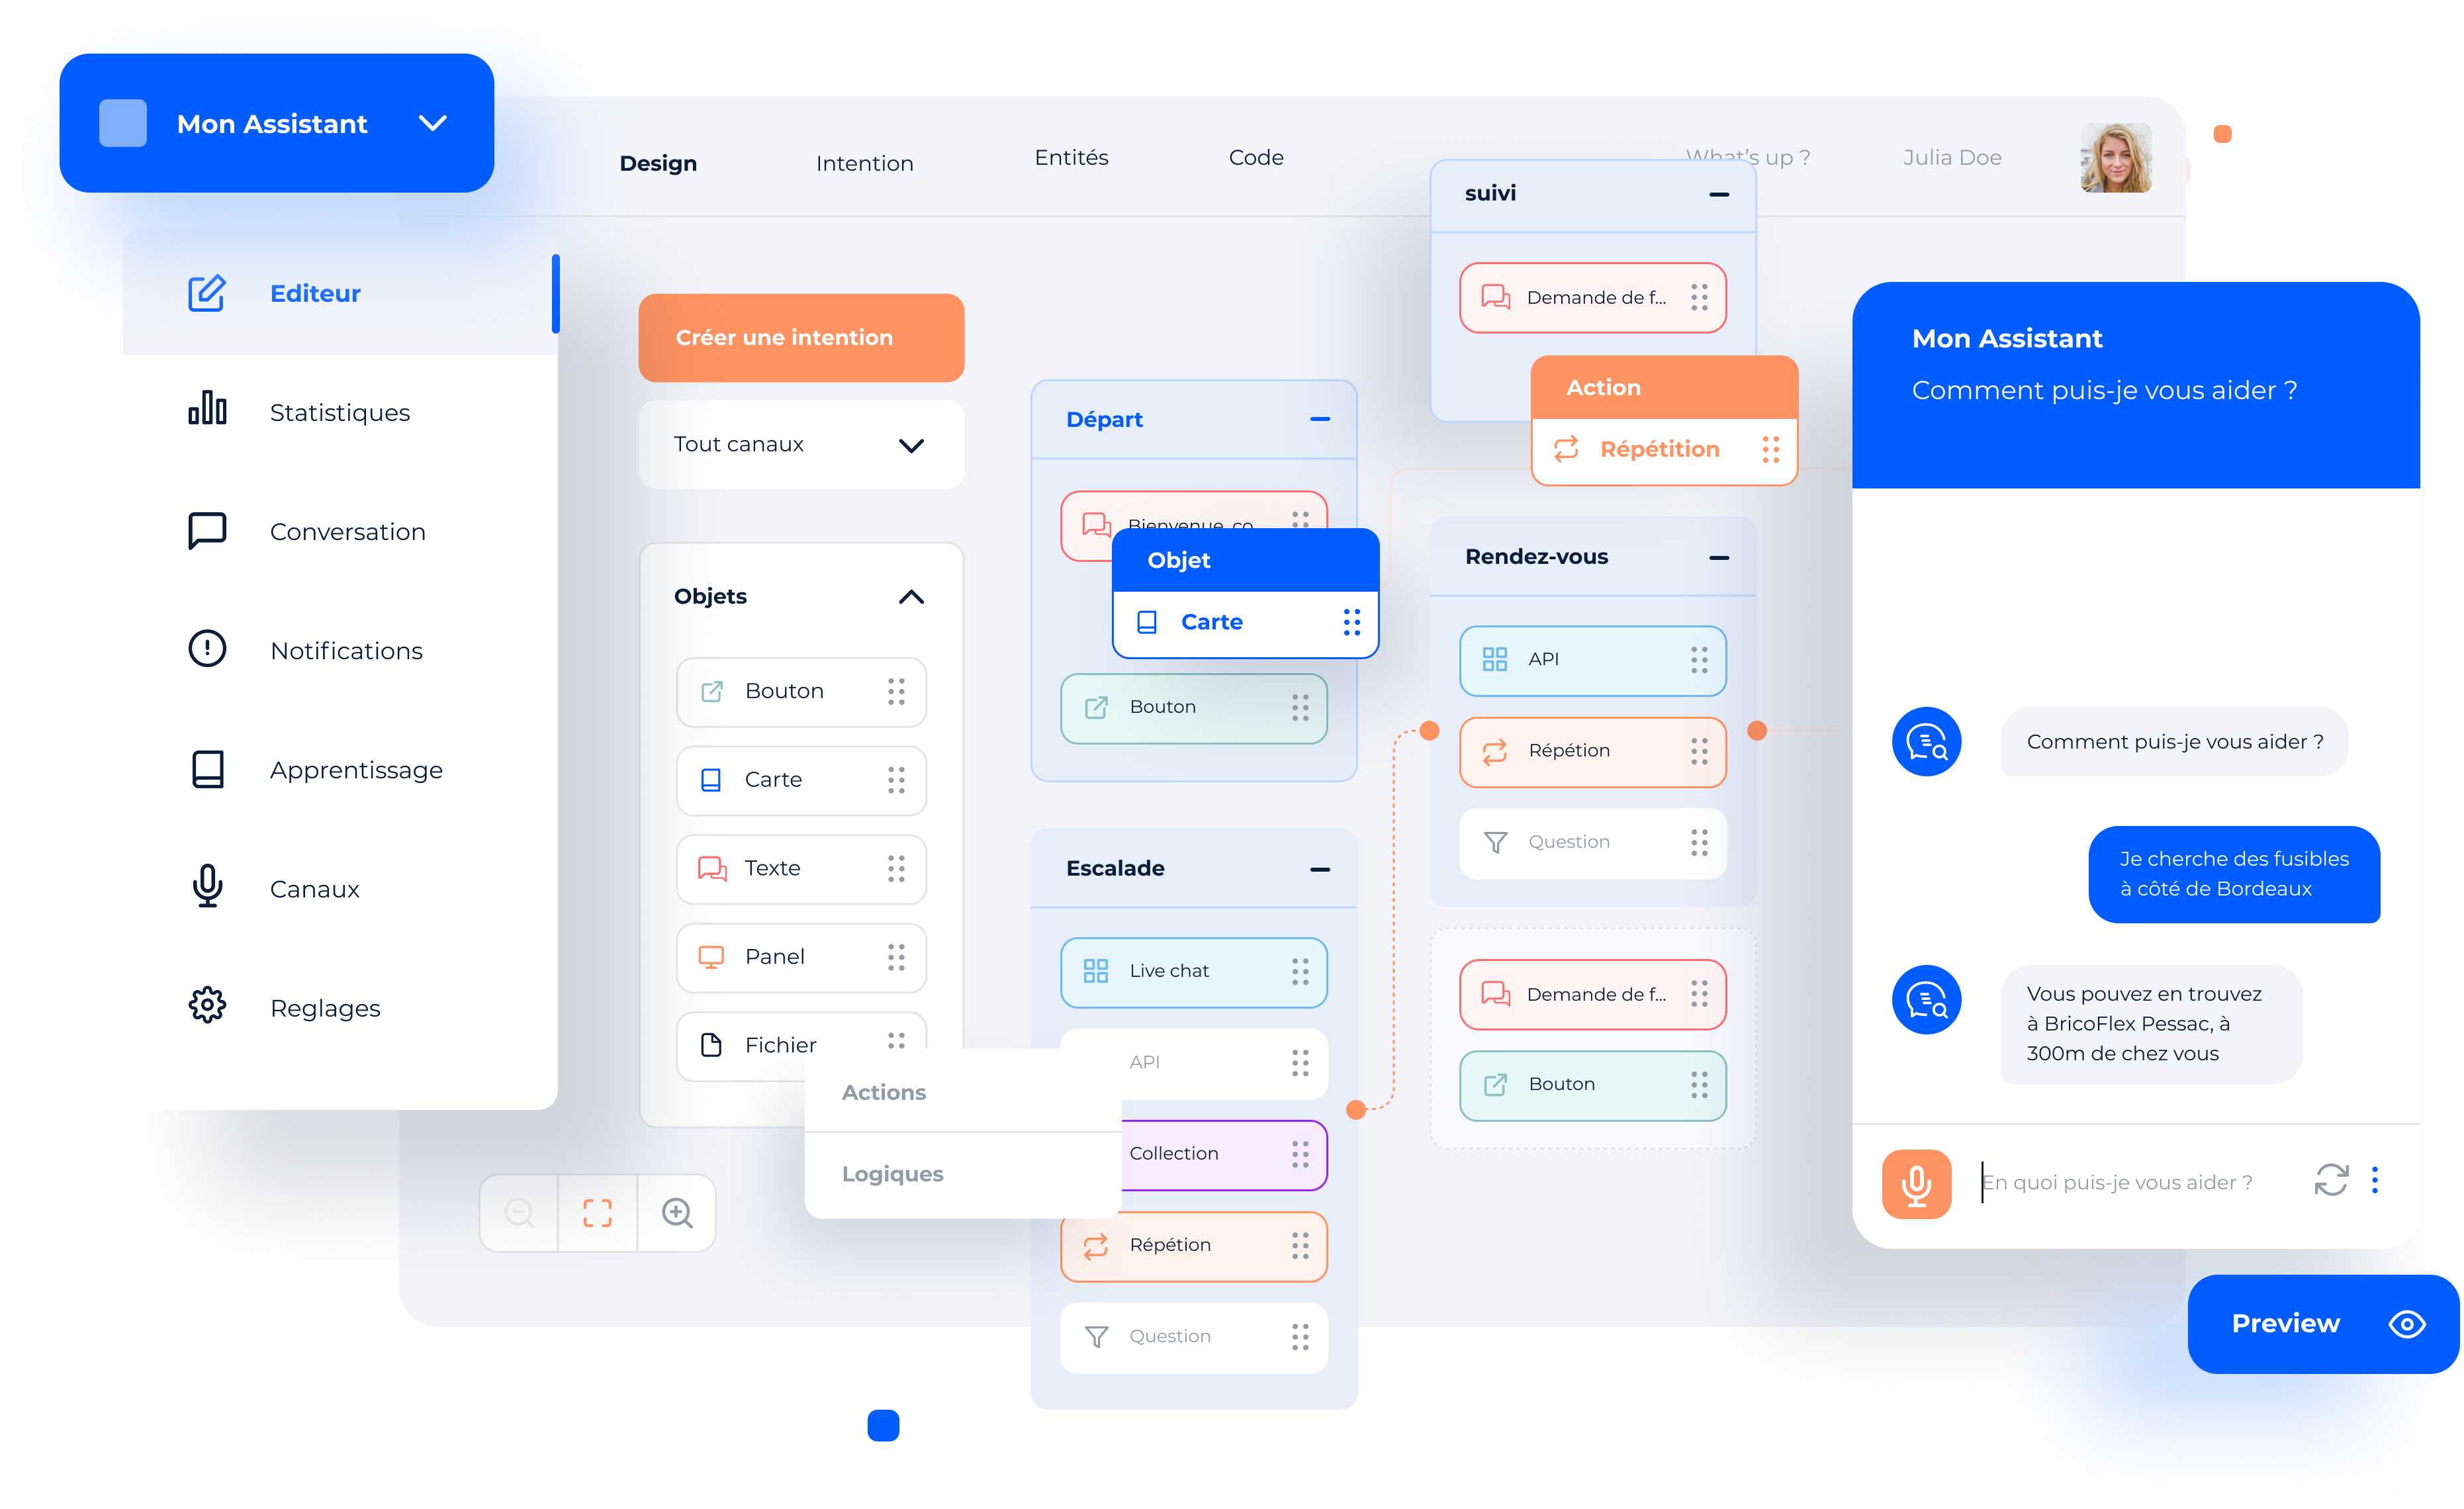 Mon Assistant
Design
Intention
Entités
Code
What's up ?
Julia Doe
Editeur
Statistiques
Conversation
Notifications
Apprentissage
Canaux
Reglages
Créer une intention
Tout canaux
Objets
Bouton
Carte
Texte
Panel
Fichier
Actions
Logiques
Départ
Bienvenue, co
Objet
Carte
Bouton
Escalade
Live chat
API
Collection
Répétion
Question
suivi
Demande de f...
Action
Répétition
Rendez-vous
API
Répétion
Question
Demande de f...
Bouton
Mon Assistant
Comment puis-je vous aider ?
Comment puis-je vous aider ?
Je cherche des fusibles
à côté de Bordeaux
Vous pouvez en trouvez
à BricoFlex Pessac, à
300m de chez vous
En quoi puis-je vous aider ?
Preview